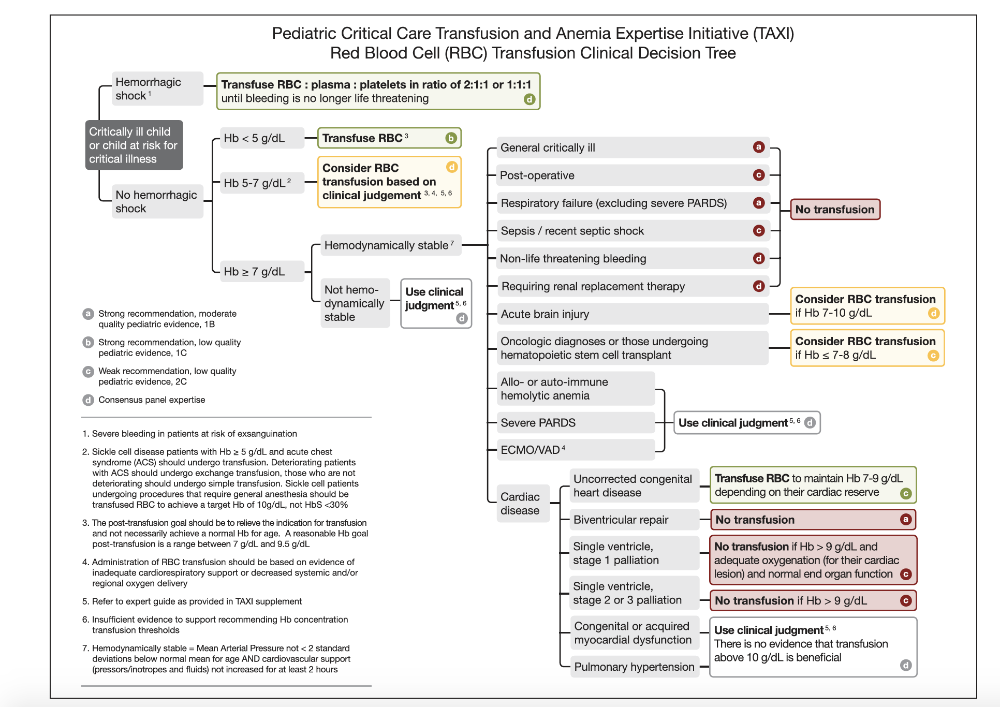 Pediatric Critical Care Transfusion and Anemia Expertise Initiative (TAXI)
Red Blood Cell (RBC) Transfusion Clinical Decision Tree
Hemorrhagic
shock 1
Transfuse RBC : plasma : platelets in ratio of 2:1:1 or 1:1:1
until bleeding is no longer life threatening
d
Critically ill child
or child at risk for
critical illness
No hemorrhagic
shock
Hb < 5 g/dL
Transfuse RBC 3
b
Hb 5-7 g/dL 2
Consider RBC
transfusion based on
clinical judgement 3, 4, 5, 6
d
Hb ≥ 7 g/dL
Hemodynamically stable 7
Not hemo-
dynamically
stable
Use clinical
judgment 5, 6
d
General critically ill
a
Post-operative
c
Respiratory failure (excluding severe PARDS)
a
Sepsis / recent septic shock
c
Non-life threatening bleeding
d
Requiring renal replacement therapy
d
No transfusion
Acute brain injury
Consider RBC transfusion
if Hb 7-10 g/dL
d
Oncologic diagnoses or those undergoing
hematopoietic stem cell transplant
Consider RBC transfusion
if Hb ≤ 7-8 g/dL
c
Allo- or auto-immune
hemolytic anemia
Severe PARDS
ECMO/VAD 4
Use clinical judgment 5, 6
d
Cardiac
disease
Uncorrected congenital
heart disease
Transfuse RBC to maintain Hb 7-9 g/dL
depending on their cardiac reserve
c
Biventricular repair
No transfusion
a
Single ventricle,
stage 1 palliation
No transfusion if Hb > 9 g/dL and
adequate oxygenation (for their cardiac
lesion) and normal end organ function
c
Single ventricle,
stage 2 or 3 palliation
No transfusion if Hb > 9 g/dL
c
Congenital or acquired
myocardial dysfunction
Pulmonary hypertension
Use clinical judgment 5, 6
There is no evidence that transfusion
above 10 g/dL is beneficial
d
a Strong recommendation, moderate
quality pediatric evidence, 1B
b Strong recommendation, low quality
pediatric evidence, 1C
c Weak recommendation, low quality
pediatric evidence, 2C
d Consensus panel expertise
1. Severe bleeding in patients at risk of exsanguination
2. Sickle cell disease patients with Hb ≥ 5 g/dL and acute chest
syndrome (ACS) should undergo transfusion. Deteriorating patients
with ACS should undergo exchange transfusion, those who are not
deteriorating should undergo simple transfusion. Sickle cell patients
undergoing procedures that require general anesthesia should be
transfused RBC to achieve a target Hb of 10g/dL, not HbS <30%
3. The post-transfusion goal should be to relieve the indication for transfusion
and not necessarily achieve a normal Hb for age. A reasonable Hb goal
post-transfusion is a range between 7 g/dL and 9.5 g/dL
4. Administration of RBC transfusion should be based on evidence of
inadequate cardiorespiratory support or decreased systemic and/or
regional oxygen delivery
5. Refer to expert guide as provided in TAXI supplement
6. Insufficient evidence to support recommending Hb concentration
transfusion thresholds
7. Hemodynamically stable = Mean Arterial Pressure not < 2 standard
deviations below normal mean for age AND cardiovascular support
(pressors/inotropes and fluids) not increased for at least 2 hours